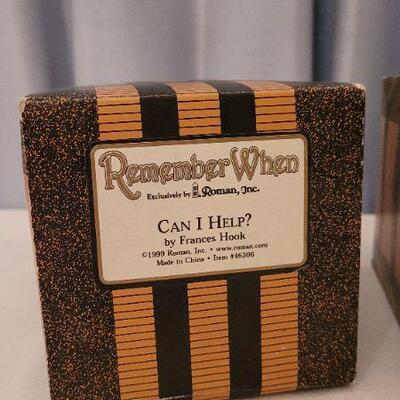 Remember When
Exclusively by Roman, Inc.
CAN I HELP?
by Frances Hook
©1999 Roman, Inc. • www.roman.com
Made in China • Item #46306